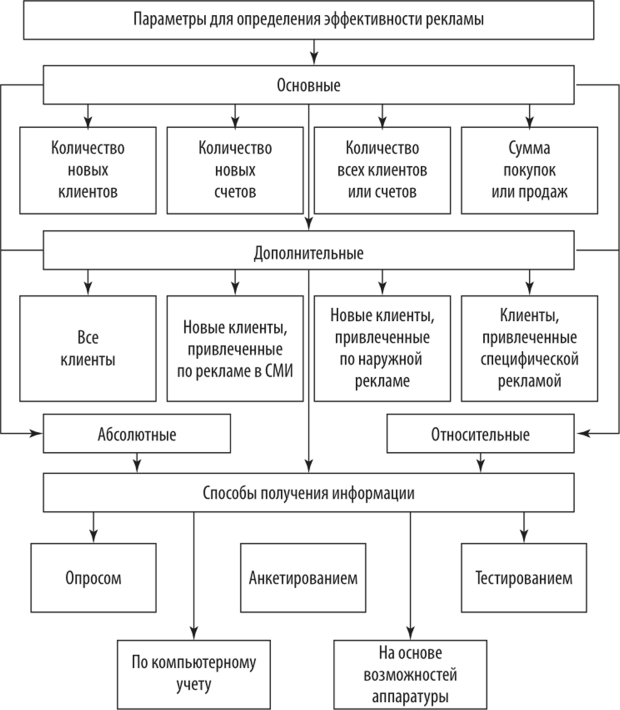 Параметры для определения эффективности рекламы
Основные
Количество
новых
клиентов
Количество
новых
счетов
Количество
всех клиентов
или счетов
Сумма
покупок
или продаж
Дополнительные
Все
клиенты
Новые клиенты,
привлеченные
по рекламе в СМИ
Новые клиенты,
привлеченные
по наружной
рекламе
Клиенты,
привлеченные
специфической
рекламой
Абсолютные
Относительные
Способы получения информации
Опросом
Анкетированием
Тестированием
По компьютерному
учету
На основе
возможностей
аппаратуры